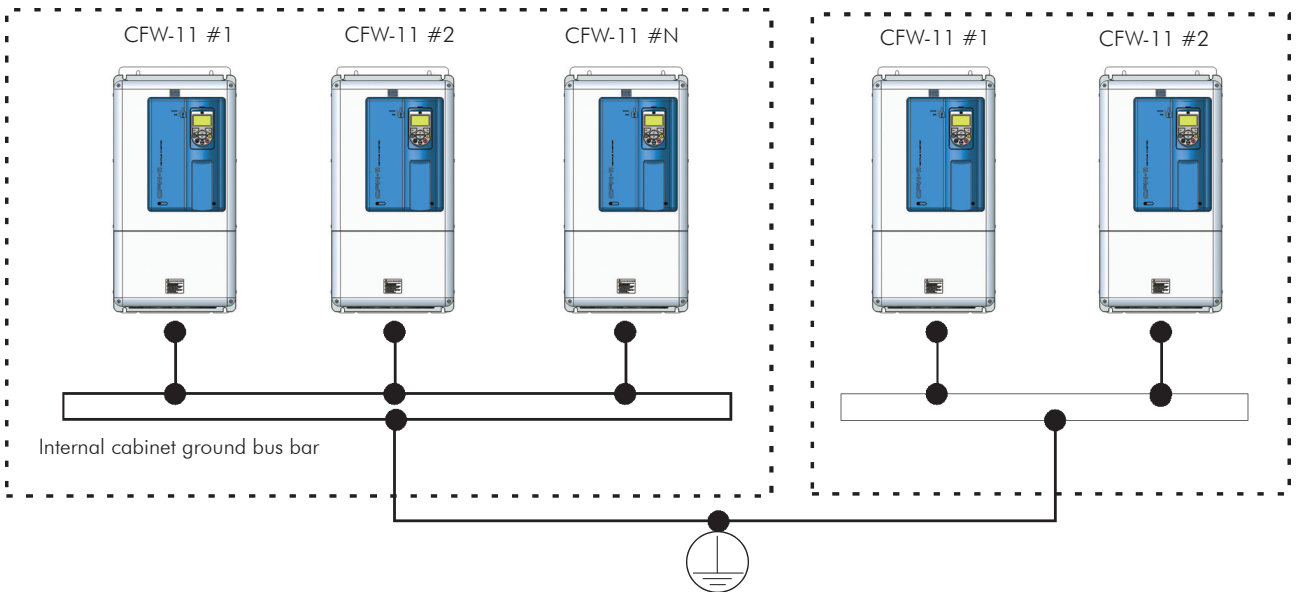 CFW-11 #1
CFW-11 #2
CFW-11 #N
CFW-11 #1
CFW-11 #2
Internal cabinet ground bus bar